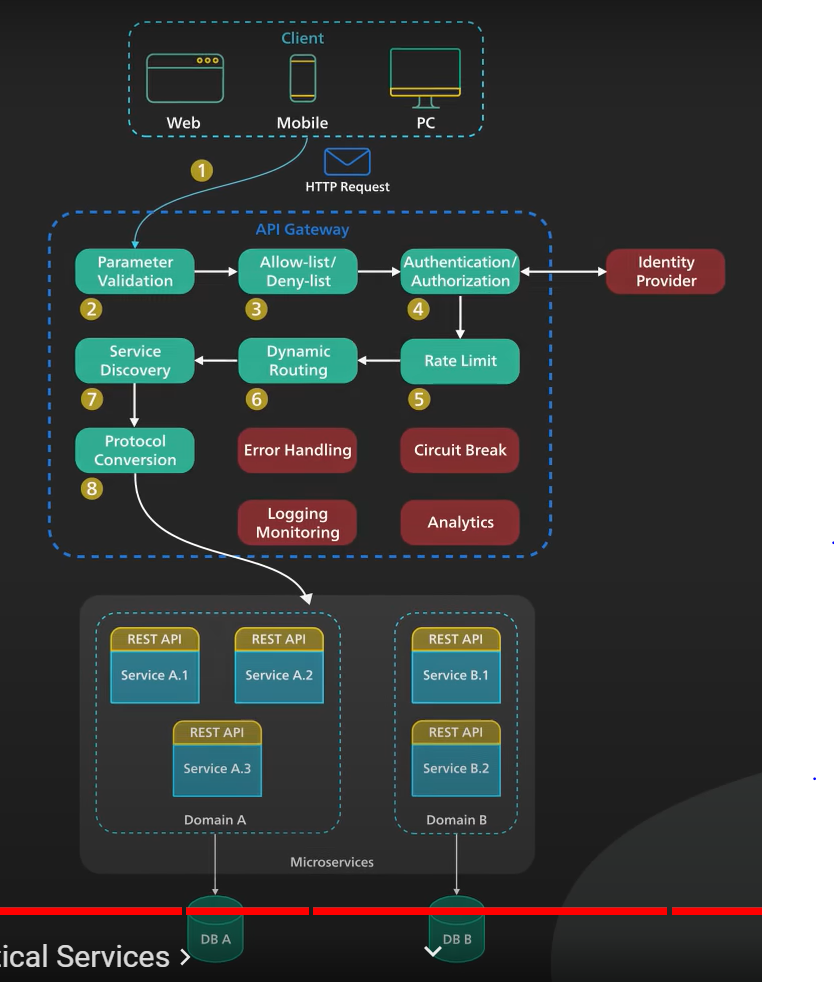 Client
Web
Mobile
PC
1
HTTP Request
API Gateway
Parameter
Validation
Allow-list/
Deny-list
Authentication/
Authorization
Identity
Provider
2
3
4
Service
Discovery
Dynamic
Routing
Rate Limit
7
6
5
Protocol
Conversion
Error Handling
Circuit Break
8
Logging
Monitoring
Analytics
REST API
Service A.1
REST API
Service A.2
REST API
Service B.1
REST API
Service A.3
REST API
Service B.2
Domain A
Domain B
Microservices
DB A
DB B
Services